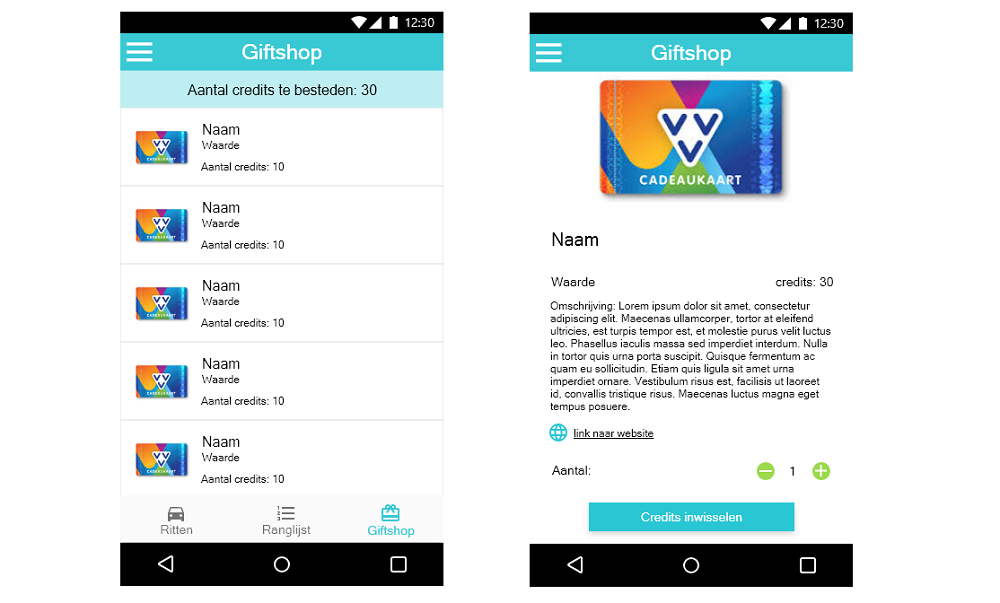 12:30
Giftshop
Aantal credits te besteden: 30
VVV
CADEAUKAART
Naam
Waarde
Aantal credits: 10
VVV
CADEAUKAART
Naam
Waarde
Aantal credits: 10
VVV
CADEAUKAART
Naam
Waarde
Aantal credits: 10
VVV
CADEAUKAART
Naam
Waarde
Aantal credits: 10
VVV
CADEAUKAART
Naam
Waarde
Aantal credits: 10
Ritten
Ranglijst
Giftshop
12:30
Giftshop
VVV
CADEAUKAART
Naam
Waarde credits: 30
Omschrijving: Lorem ipsum dolor sit amet, consectetur
adipiscing elit. Maecenas ullamcorper, tortor at eleifend
ultricies, est turpis tempor est, et molestie purus velit luctus
leo. Phasellus iaculis massa sed imperdiet interdum. Nulla
in tortor quis urna porta suscipit. Quisque fermentum ac
quam eu sollicitudin. Etiam quis ligula sit amet urna
imperdiet ornare. Vestibulum risus est, facilisis ut laoreet
id, convallis tristique risus. Maecenas luctus magna eget
tempus posuere.
link naar website
Aantal: 1
Credits inwisselen